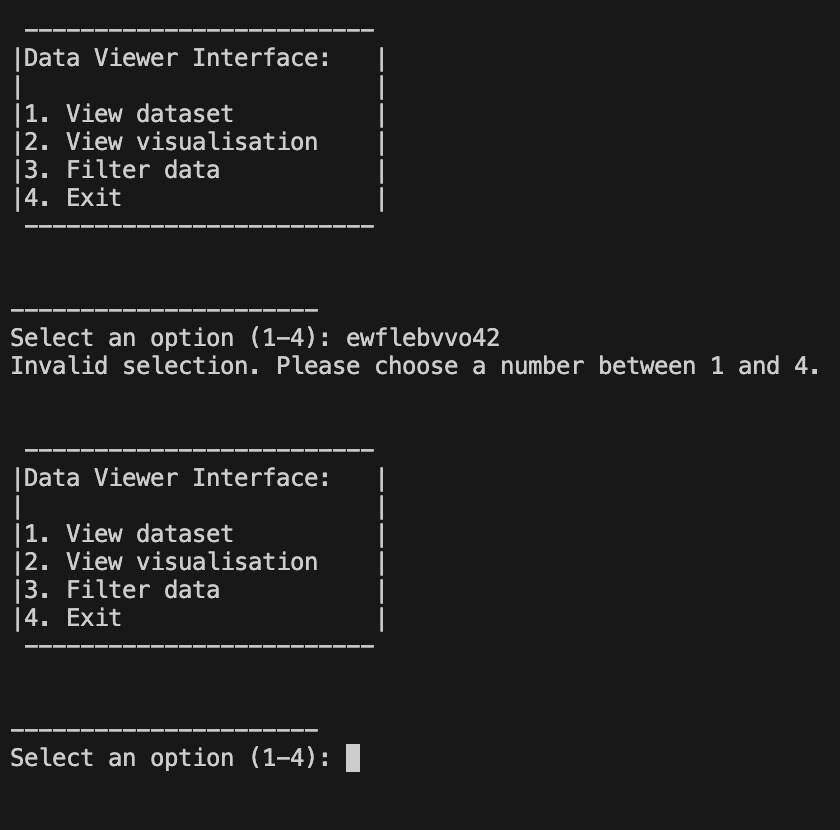 -------------------------
|Data Viewer Interface:   |
|                         |
|1. View dataset          |
|2. View visualisation    |
|3. Filter data           |
|4. Exit                  |
-------------------------
----------------------
Select an option (1-4): ewflebvvo42
Invalid selection. Please choose a number between 1 and 4.
-------------------------
|Data Viewer Interface:   |
|                         |
|1. View dataset          |
|2. View visualisation    |
|3. Filter data           |
|4. Exit                  |
-------------------------
----------------------
Select an option (1-4):